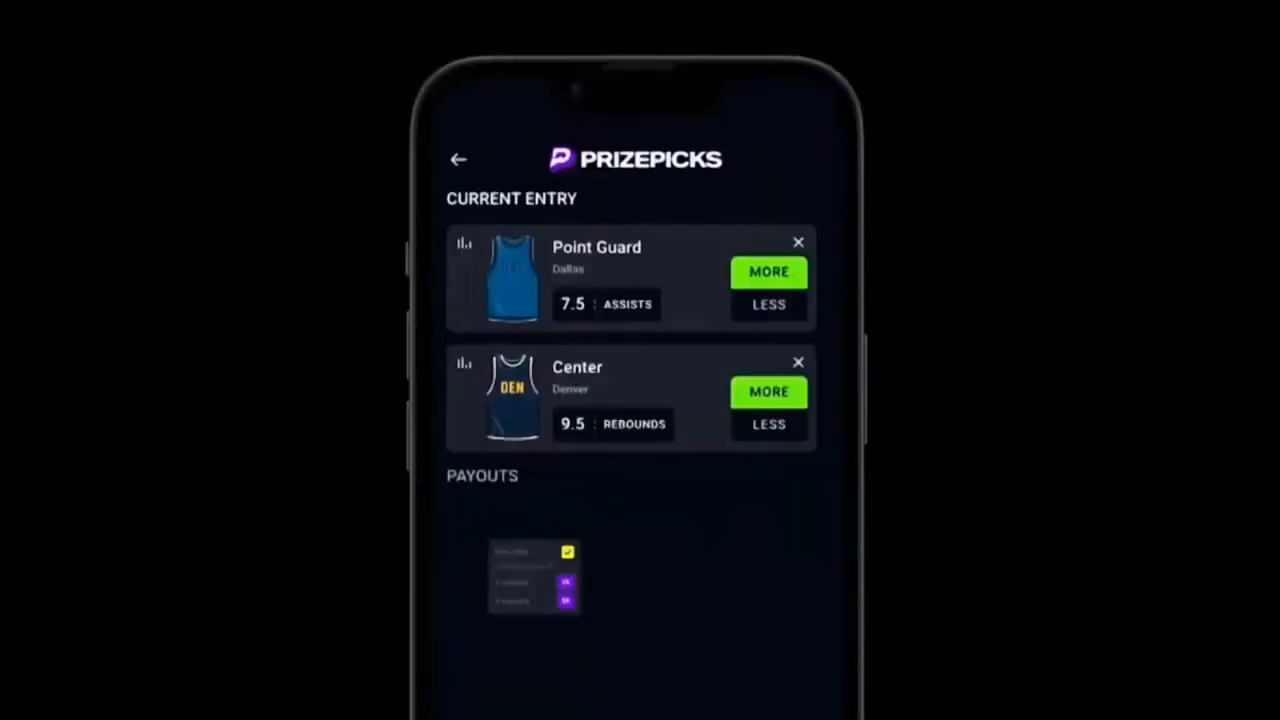 PRIZEPICKS
CURRENT ENTRY
Point Guard
Dallas
7.5 ASSISTS
MORE
LESS
Center
DEN
Denver
9.5 REBOUNDS
MORE
LESS
PAYOUTS